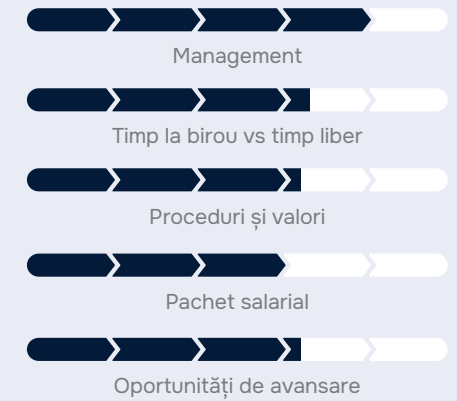 Management
Timp la birou vs timp liber
Proceduri și valori
Pachet salarial
Oportunități de avansare